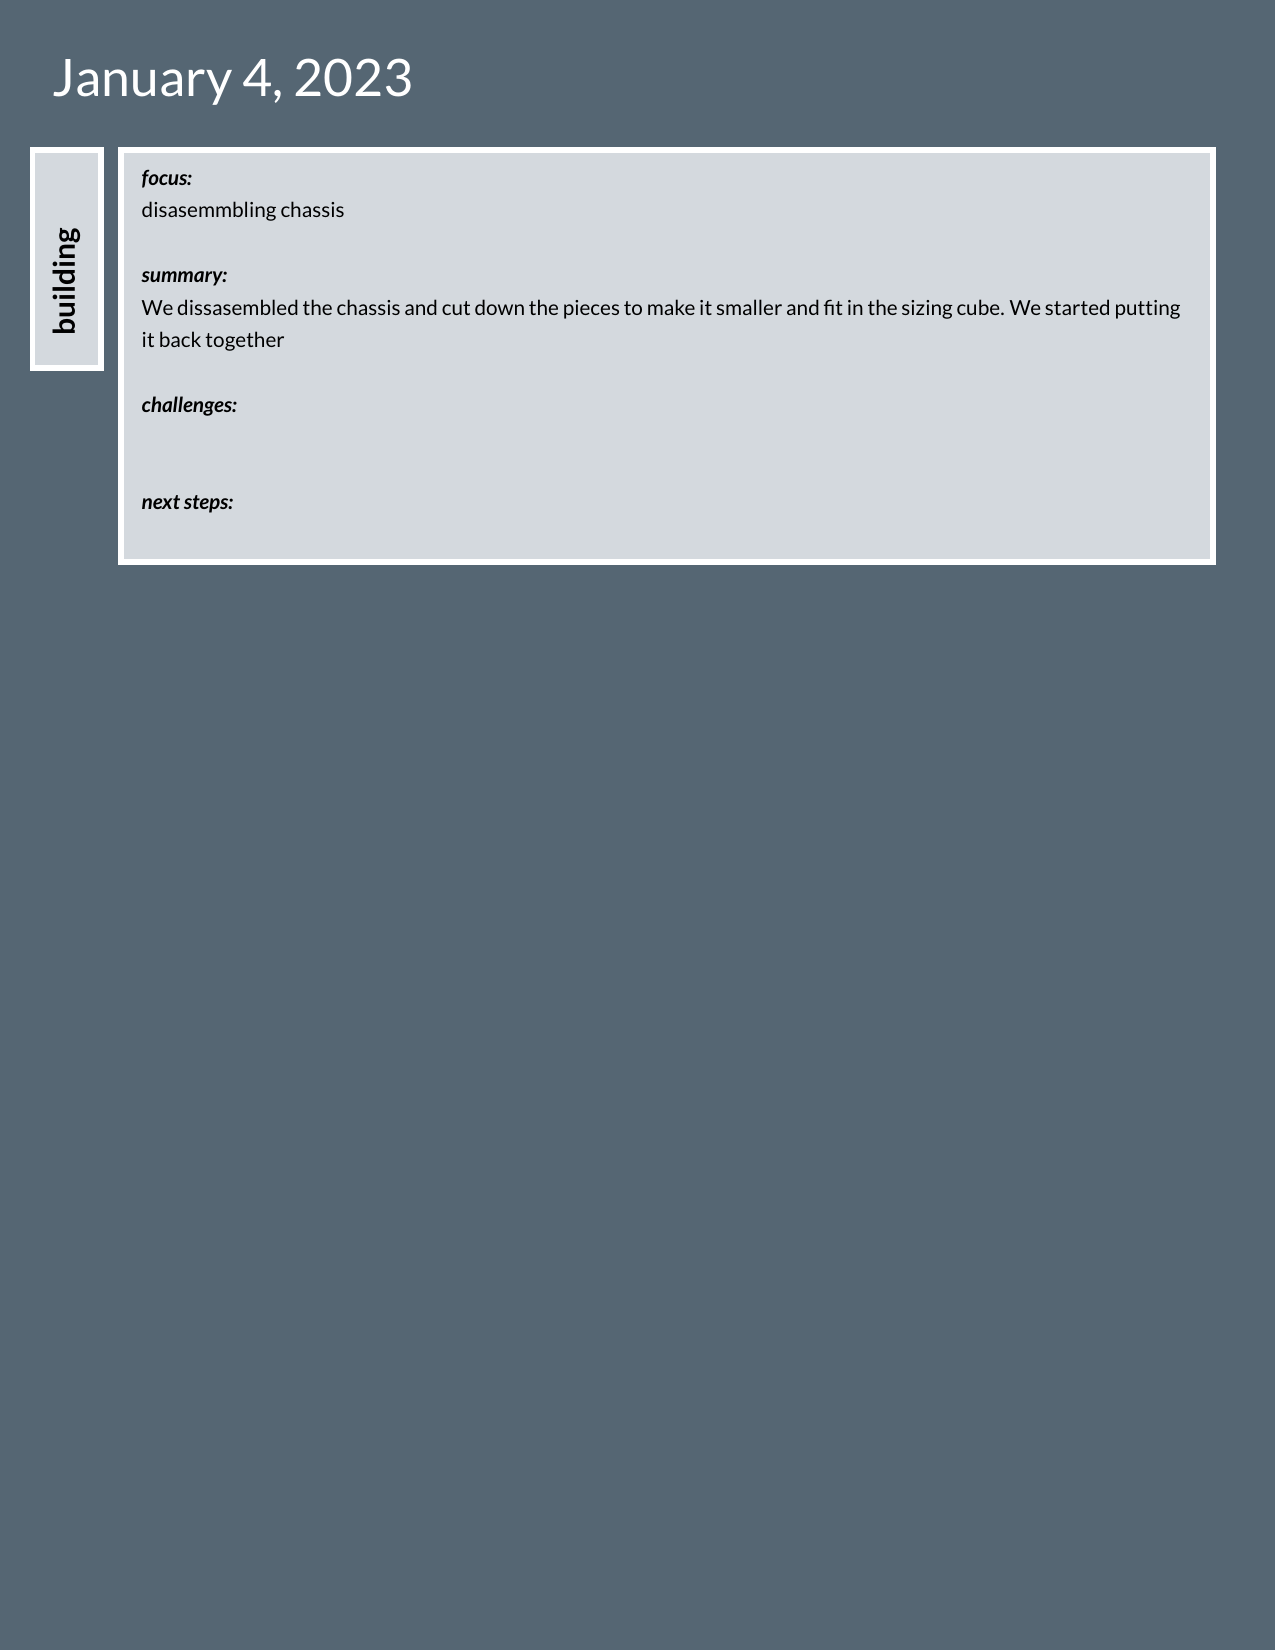 January 4, 2023
building
focus:
disasemmbling chassis
summary:
We dissasembled the chassis and cut down the pieces to make it smaller and fit in the sizing cube. We started putting
it back together
challenges:
next steps: